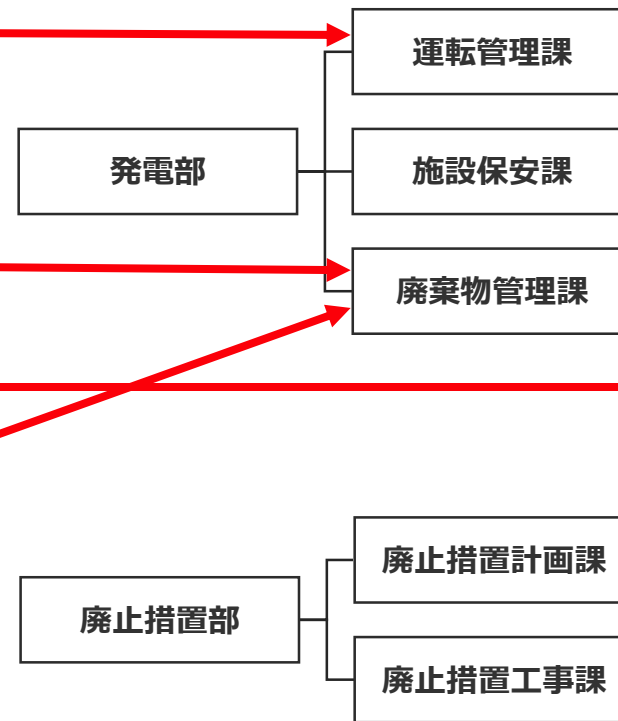 運転管理課
発電部
施設保安課
廃棄物管理課
廃止措置計画課
廃止措置部
廃止措置工事課